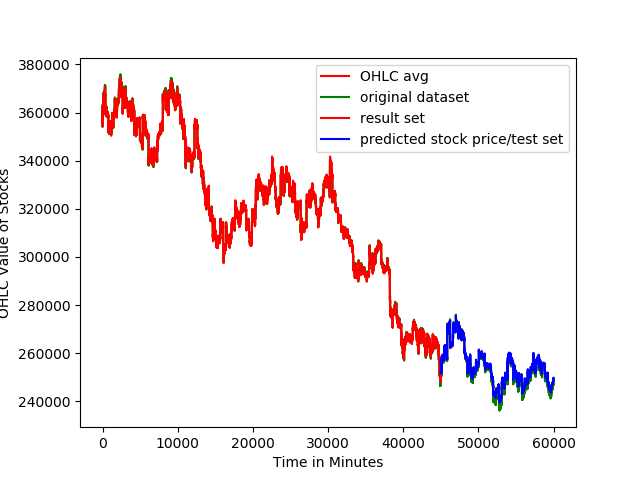 380000
360000
340000
320000
300000
280000
260000
240000
OHLC Value of Stocks
OHLC avg
original dataset
result set
predicted stock price/test set
0 10000 20000 30000 40000 50000 60000
Time in Minutes